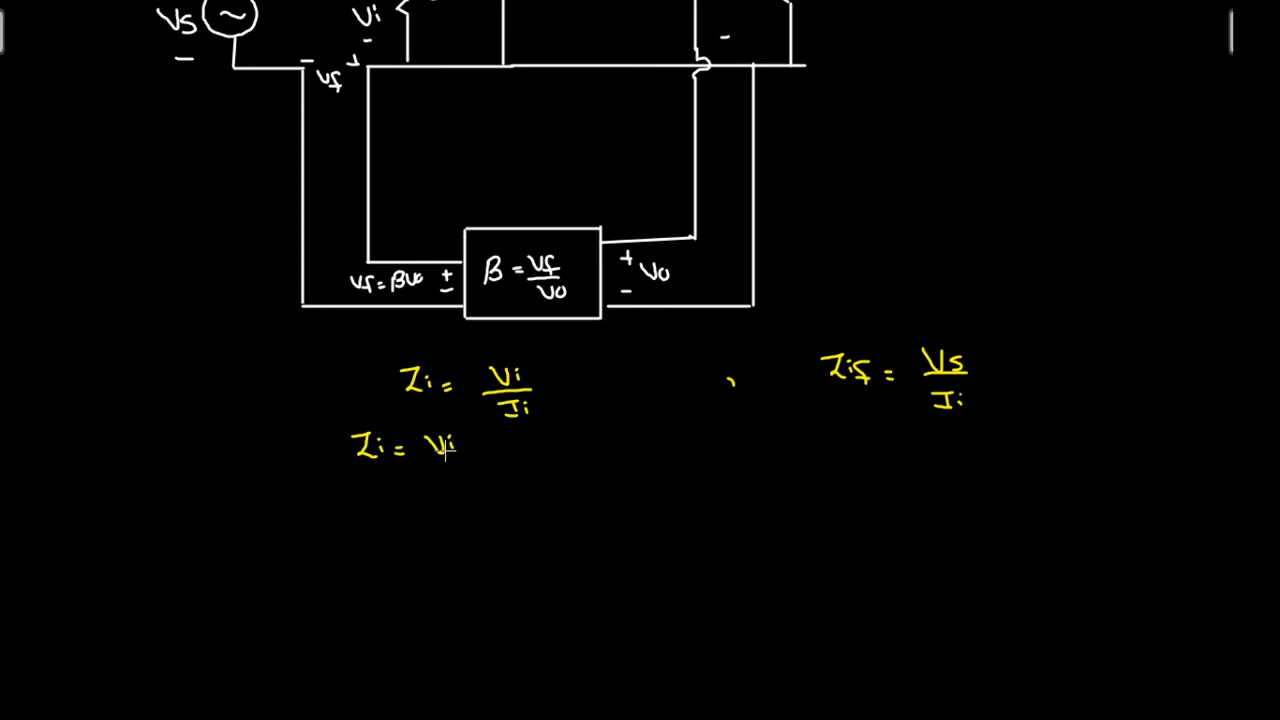 Vs
Vi
-
-
- Vf +
-
Vf = βVo + -
β = Vf / Vo
+ Vo -
Zi = Vi / Ii , Zif = Vs / Ii
Zi = Vi